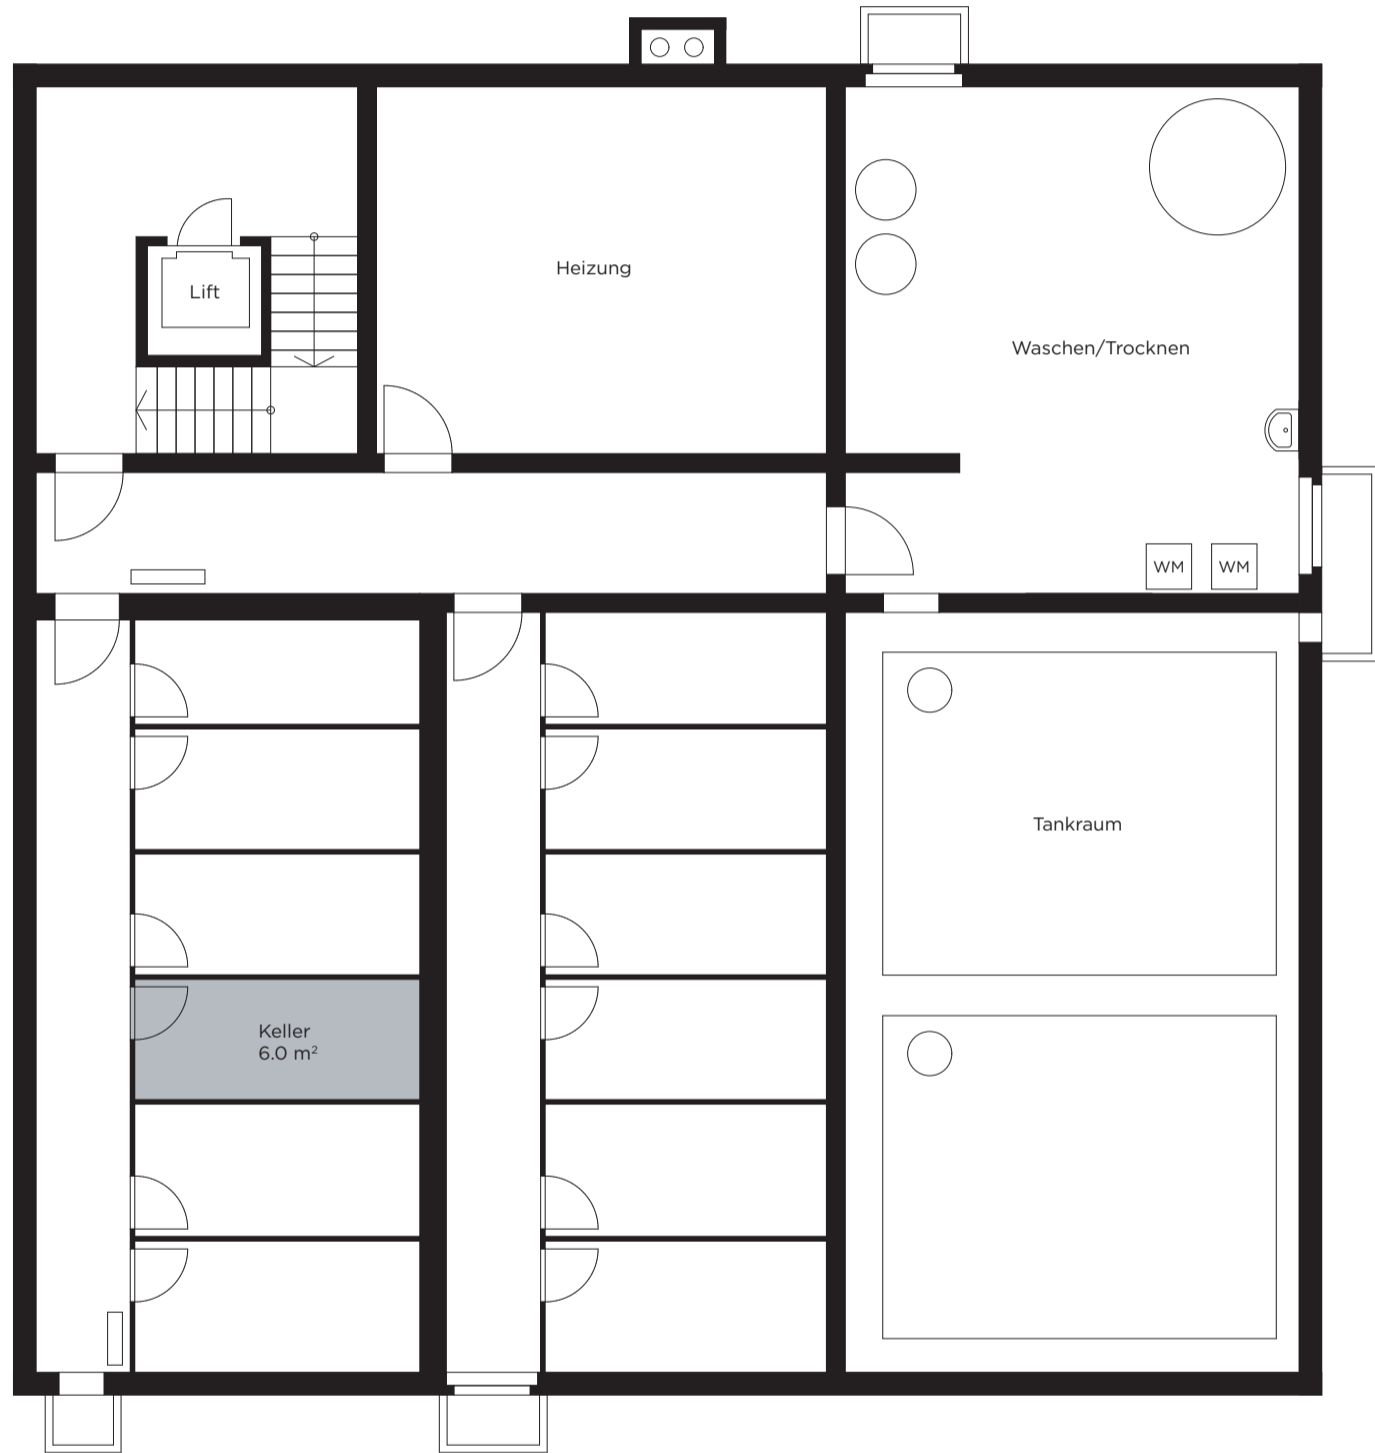 Heizung
Lift
Waschen/Trocknen
WM WM
Tankraum
Keller
6.0 m²